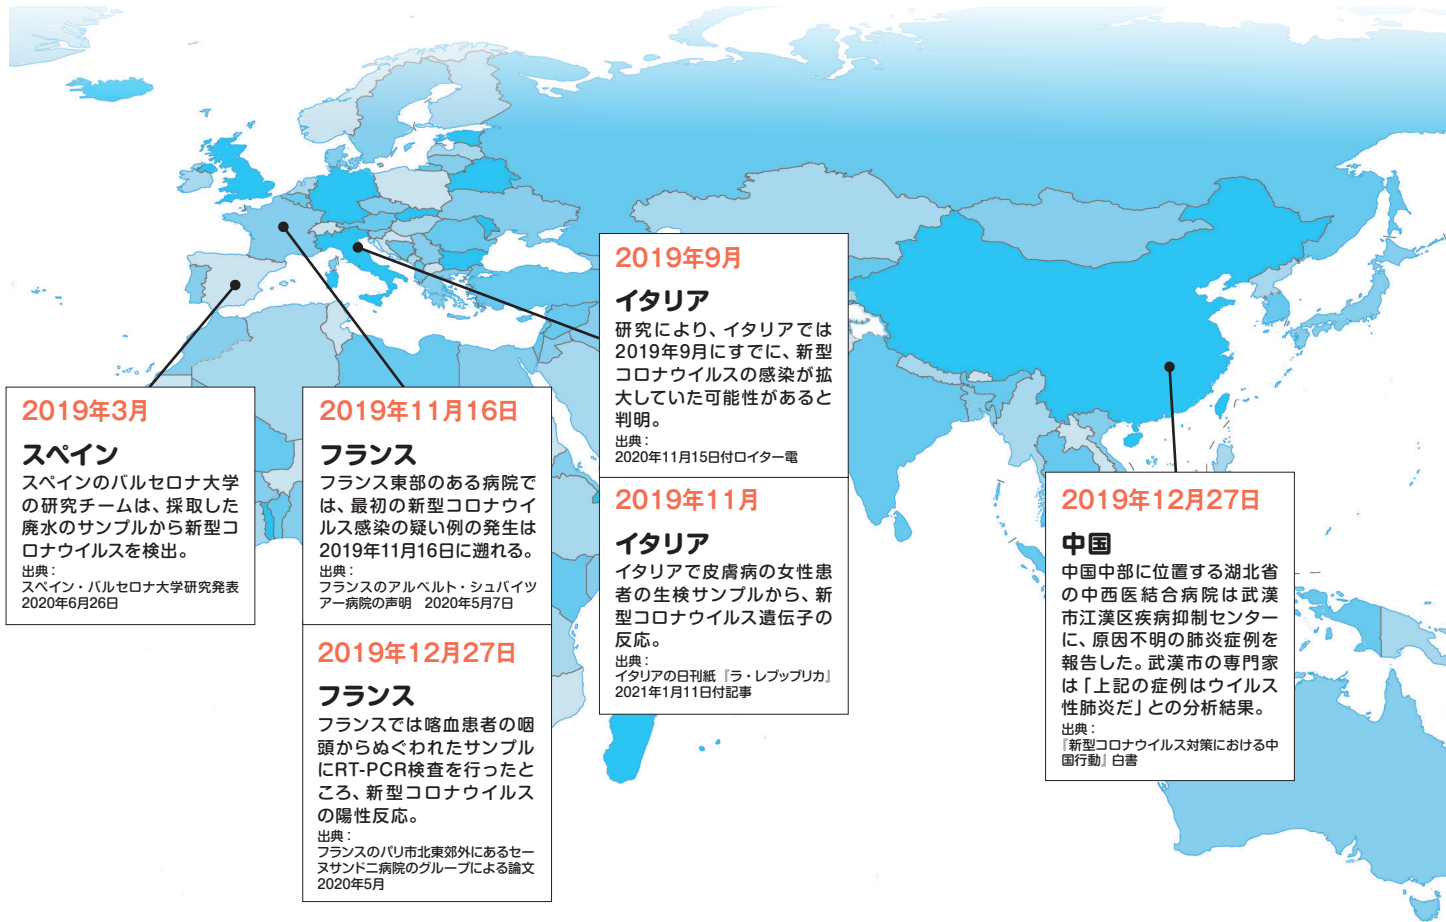 2019年3月
スペイン
スペインのバルセロナ大学
の研究チームは、採取した
廃水のサンプルから新型コ
ロナウイルスを検出。
出典：
スペイン・バルセロナ大学研究発表
2020年6月26日
2019年11月16日
フランス
フランス東部のある病院で
は、最初の新型コロナウイ
ルス感染の疑い例の発生は
2019年11月16日に遡れる。
出典：
フランスのアルベルト・シュバイツ
アー病院の声明　2020年5月7日
2019年12月27日
フランス
フランスでは喀血患者の咽
頭からぬぐわれたサンプル
にRT-PCR検査を行ったと
ころ、新型コロナウイルス
の陽性反応。
出典：
フランスのパリ市北東郊外にあるセー
ヌサンドニ病院のグループによる論文
2020年5月
2019年9月
イタリア
研究により、イタリアでは
2019年9月にすでに、新型
コロナウイルスの感染が拡
大していた可能性があると
判明。
出典：
2020年11月15日付ロイター電
2019年11月
イタリア
イタリアで皮膚病の女性患
者の生検サンプルから、新
型コロナウイルス遺伝子の
反応。
出典：
イタリアの日刊紙『ラ・レプップリカ』
2021年1月11日付記事
2019年12月27日
中国
中国中部に位置する湖北省
の中西医結合病院は武漢
市江漢区疾病抑制センター
に、原因不明の肺炎症例を
報告した。武漢市の専門家
は「上記の症例はウイルス
性肺炎だ」との分析結果。
出典：
『新型コロナウイルス対策における中
国行動』白書